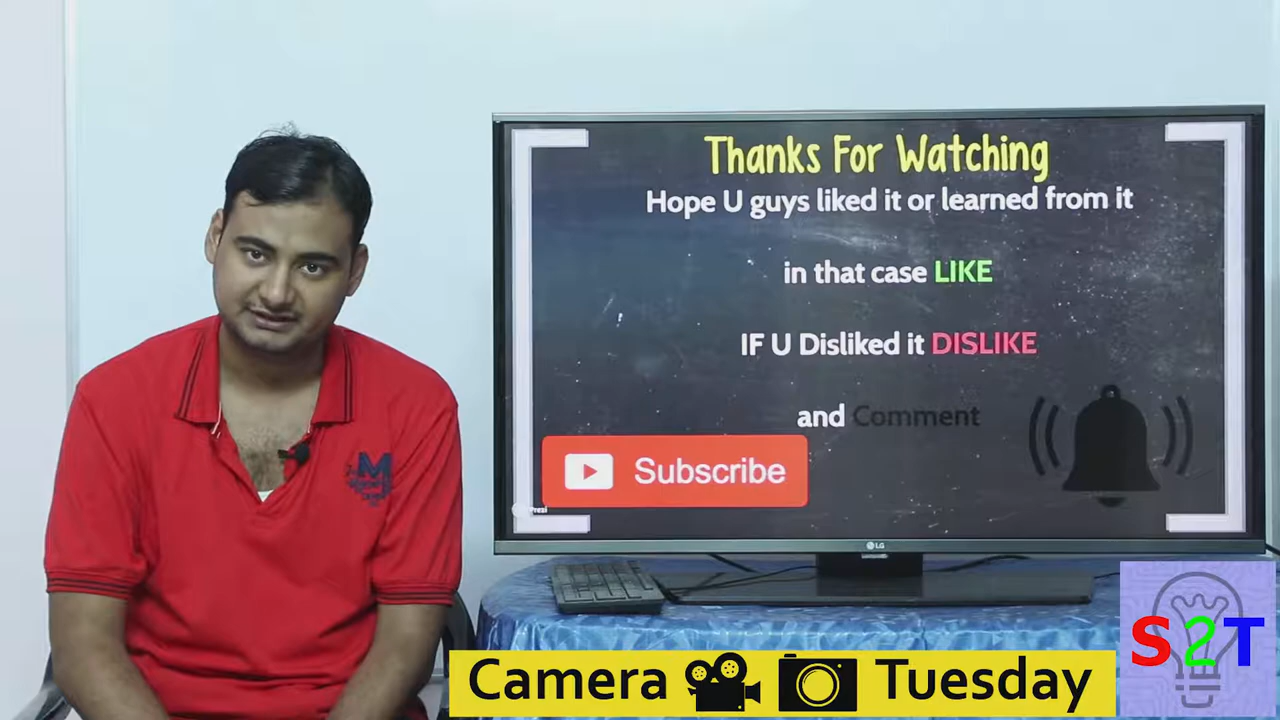 Thanks For Watching
Hope U guys liked it or learned from it
in that case LIKE
IF U Disliked it DISLIKE
and Comment
Subscribe
Prezi
LG
M
Camera Tuesday
S2T